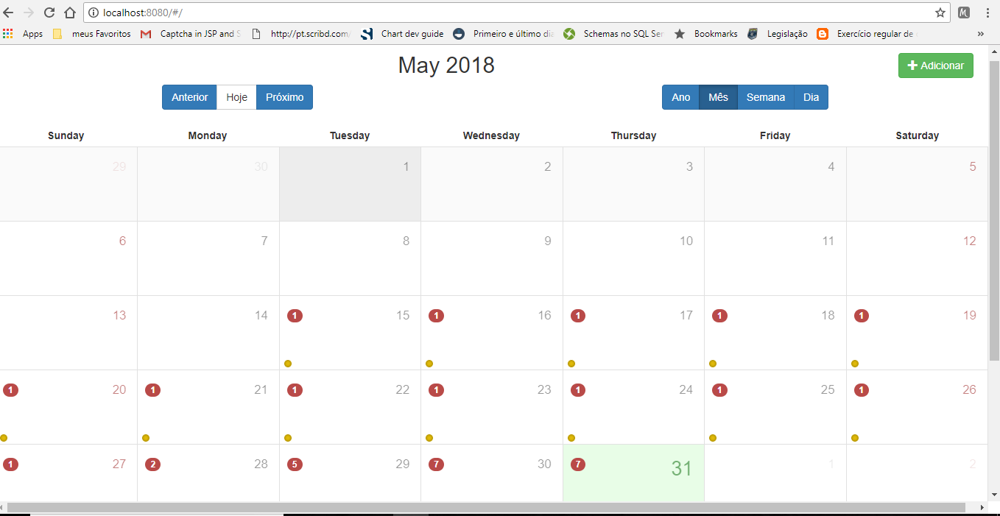 localhost:8080/#/
Apps meus Favoritos Captcha in JSP and S http://pt.scribd.com/ Chart dev guide Primeiro e último dia Schemas no SQL Ser Bookmarks Legislação Exercício regular de »
May 2018
Adicionar
Anterior Hoje Próximo Ano Mês Semana Dia
Sunday Monday Tuesday Wednesday Thursday Friday Saturday
29 30 1 2 3 4 5
6 7 8 9 10 11 12
13 14 1 15 1 16 1 17 1 18 1 19
1 20 1 21 1 22 1 23 1 24 1 25 1 26
1 27 2 28 5 29 7 30 7 31 1 2